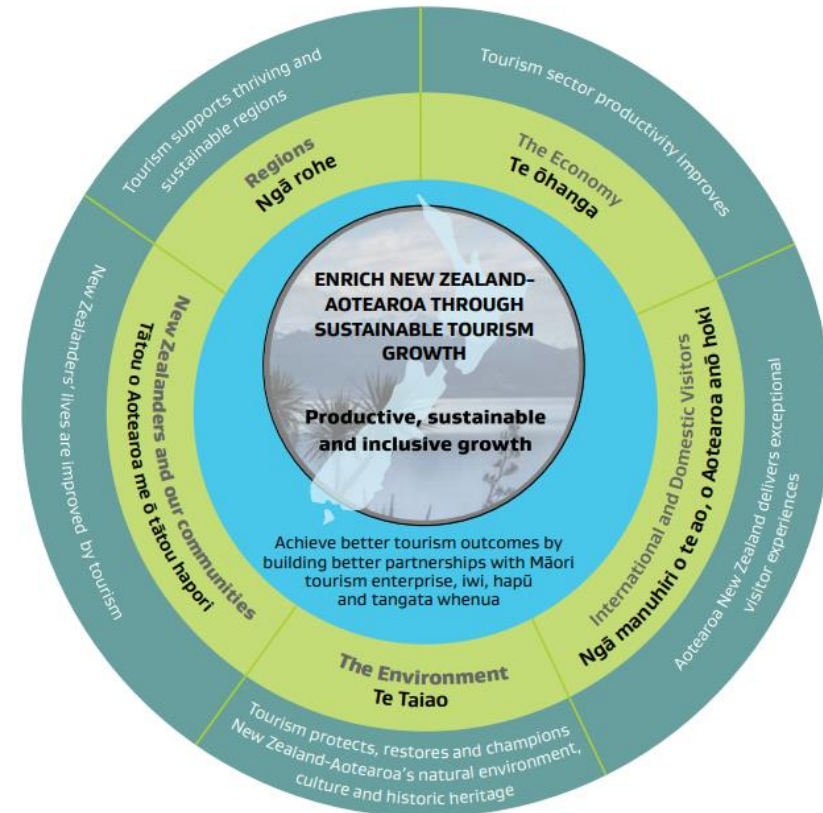 ENRICH NEW ZEALAND–
AOTEAROA THROUGH
SUSTAINABLE TOURISM
GROWTH
Productive, sustainable
and inclusive growth
Achieve better tourism outcomes by
building better partnerships with Māori
tourism enterprise, iwi, hapū
and tangata whenua
Tourism supports thriving and
sustainable regions
Regions
Ngā rohe
Tourism sector productivity improves
The Economy
Te ōhanga
International and Domestic Visitors
Ngā manuhiri o te ao, o Aotearoa anō hoki
Aotearoa New Zealand delivers exceptional
visitor experiences
The Environment
Te Taiao
Tourism protects, restores and champions
New Zealand-Aotearoa's natural environment,
culture and historic heritage
New Zealanders and our communities
Tātou o Aotearoa me ō tātou hapori
New Zealanders' lives are improved by tourism